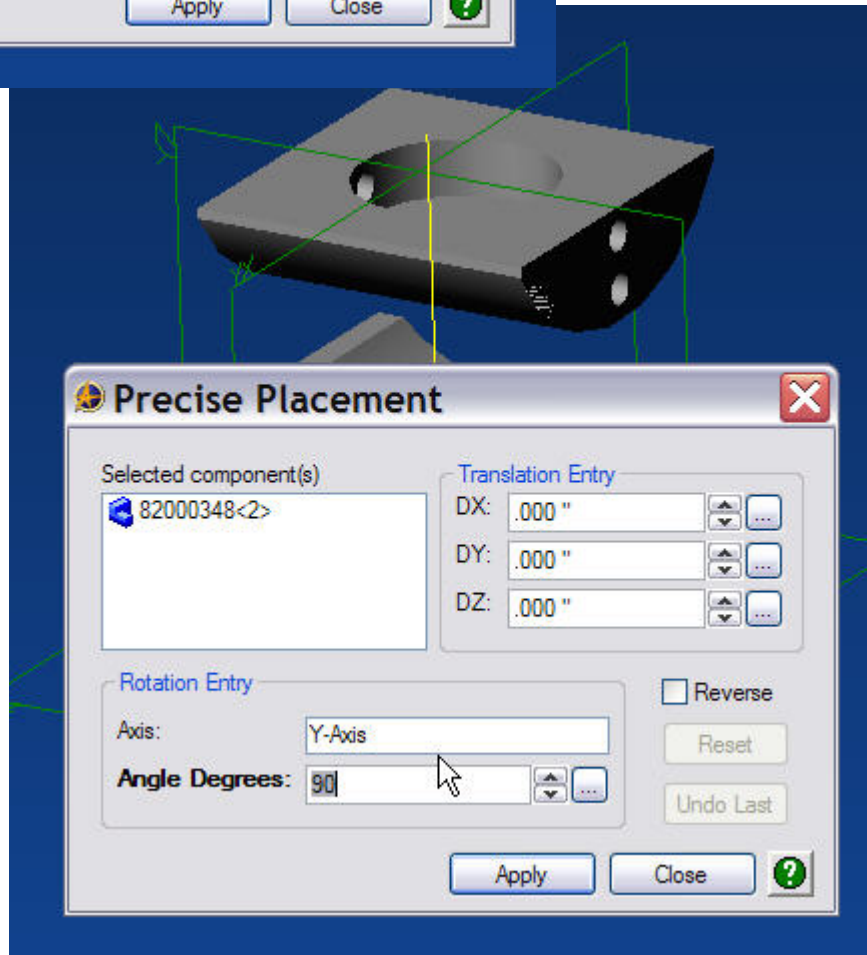 Apply Close ?
Precise Placement
Selected component(s)
82000348<2>
Translation Entry
DX: .000 " ...
DY: .000 " ...
DZ: .000 " ...
Rotation Entry
Axis: Y-Axis
Angle Degrees: 90 ...
Reverse
Reset
Undo Last
Apply Close ?